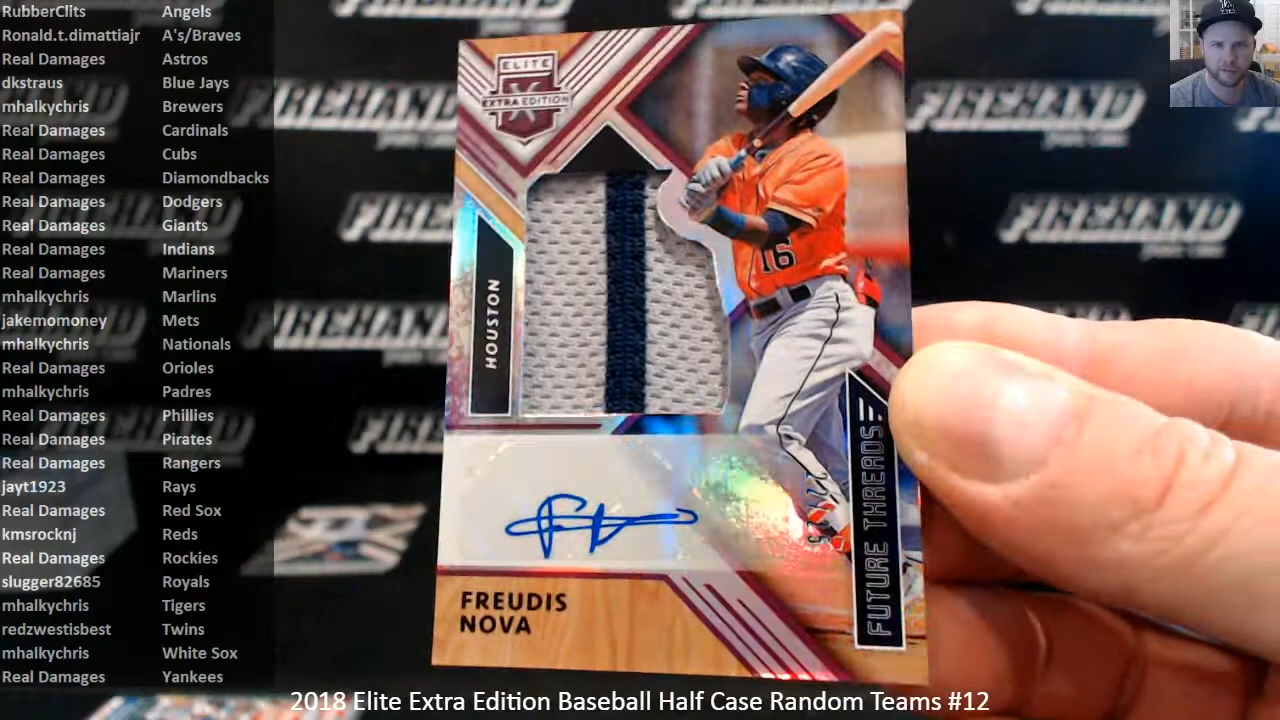 RubberClits Angels
Ronald.t.dimattiajr A's/Braves
Real Damages Astros
dkstraus Blue Jays
mhalkychris Brewers
Real Damages Cardinals
Real Damages Cubs
Real Damages Diamondbacks
Real Damages Dodgers
Real Damages Giants
Real Damages Indians
Real Damages Mariners
mhalkychris Marlins
jakemomoney Mets
mhalkychris Nationals
Real Damages Orioles
mhalkychris Padres
Real Damages Phillies
Real Damages Pirates
Real Damages Rangers
jayt1923 Rays
Real Damages Red Sox
kmsrocknj Reds
Real Damages Rockies
slugger82685 Royals
mhalkychris Tigers
redzwestisbest Twins
mhalkychris White Sox
Real Damages Yankees
FIREHAND
FIREHAND
FIREHAND
FIREHAND
FIREHAND
ELITE
EXTRA EDITION
HOUSTON
16
FUTURE THREADS
FREUDIS
NOVA
2018 Elite Extra Edition Baseball Half Case Random Teams #12